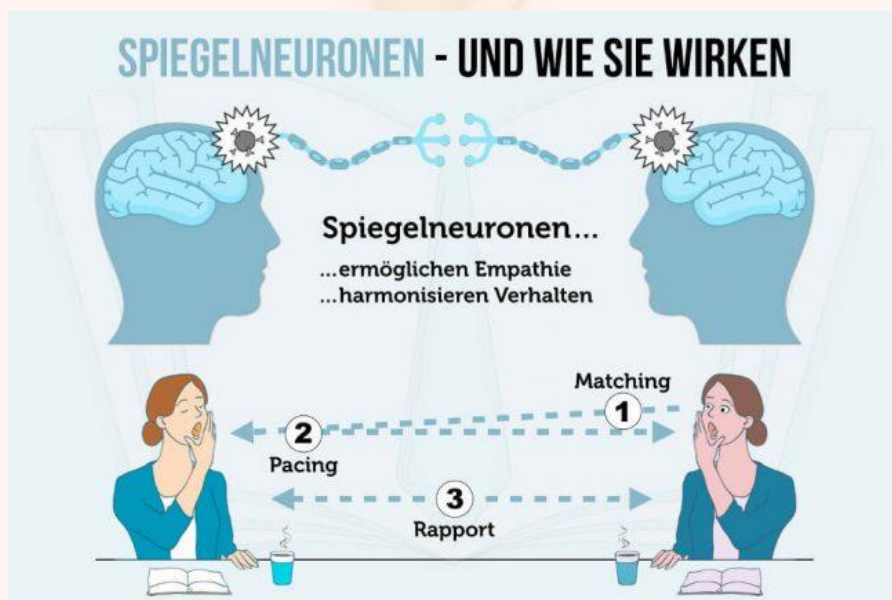 SPIEGELNEURONEN - UND WIE SIE WIRKEN
Spiegelneuronen...
...ermöglichen Empathie
...harmonisieren Verhalten
Matching
1
2
Pacing
3
Rapport